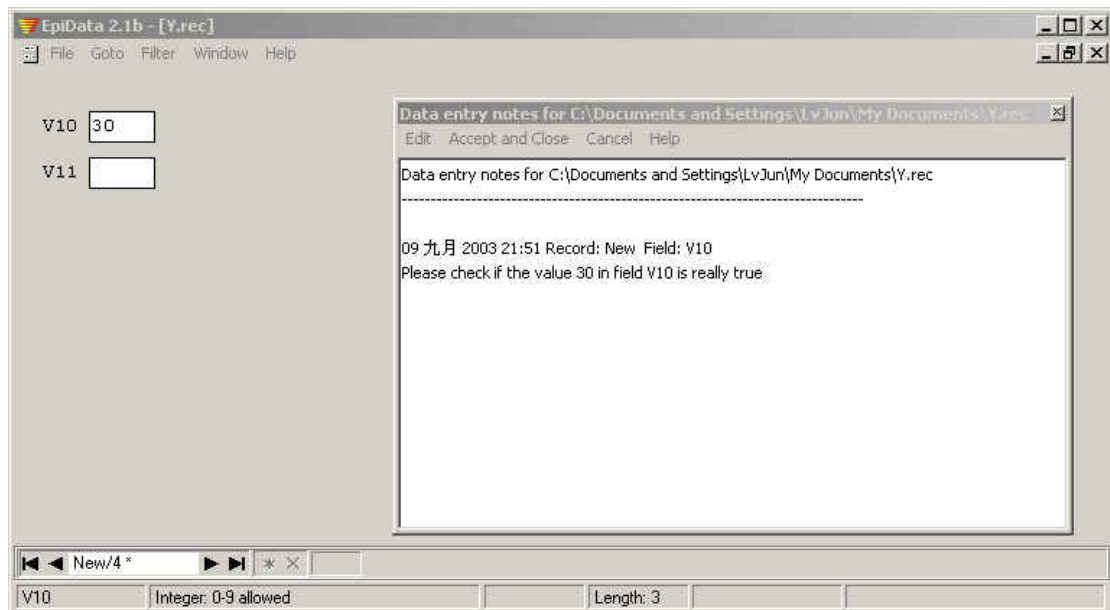 EpiData 2.1b - [Y.rec]
File Goto Filter Window Help
V10 30
V11
Data entry notes for C:\Documents and Settings\LvJun\My Documents\Y.rec
Edit Accept and Close Cancel Help
Data entry notes for C:\Documents and Settings\LvJun\My Documents\Y.rec
--------------------------------------------------------------------------------
09 九月 2003 21:51 Record: New Field: V10
Please check if the value 30 in field V10 is really true
New/4 *
V10 Integer: 0-9 allowed Length: 3